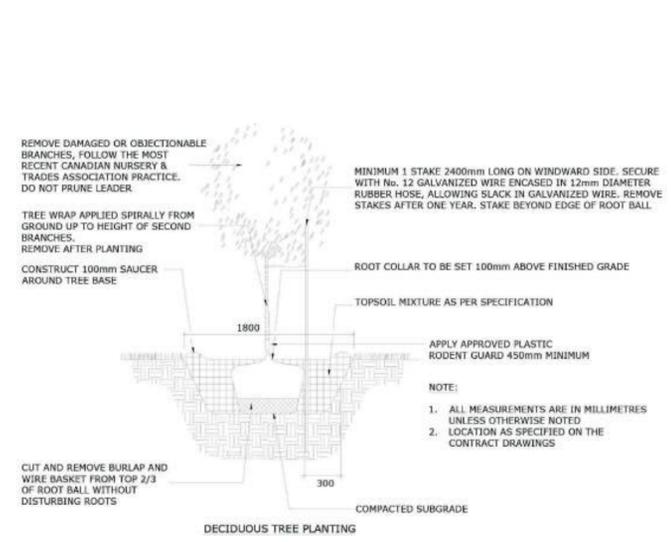 REMOVE DAMAGED OR OBJECTIONABLE
BRANCHES, FOLLOW THE MOST
RECENT CANADIAN NURSERY &
TRADES ASSOCIATION PRACTICE.
DO NOT PRUNE LEADER
TREE WRAP APPLIED SPIRALLY FROM
GROUND UP TO HEIGHT OF SECOND
BRANCHES.
REMOVE AFTER PLANTING
CONSTRUCT 100mm SAUCER
AROUND TREE BASE
MINIMUM 1 STAKE 2400mm LONG ON WINDWARD SIDE. SECURE
WITH No. 12 GALVANIZED WIRE ENCASED IN 12mm DIAMETER
RUBBER HOSE, ALLOWING SLACK IN GALVANIZED WIRE. REMOVE
STAKES AFTER ONE YEAR. STAKE BEYOND EDGE OF ROOT BALL
ROOT COLLAR TO BE SET 100mm ABOVE FINISHED GRADE
TOPSOIL MIXTURE AS PER SPECIFICATION
1800
APPLY APPROVED PLASTIC
RODENT GUARD 450mm MINIMUM
NOTE:
1. ALL MEASUREMENTS ARE IN MILLIMETRES
UNLESS OTHERWISE NOTED
2. LOCATION AS SPECIFIED ON THE
CONTRACT DRAWINGS
CUT AND REMOVE BURLAP AND
WIRE BASKET FROM TOP 2/3
OF ROOT BALL WITHOUT
DISTURBING ROOTS
300
COMPACTED SUBGRADE
DECIDUOUS TREE PLANTING